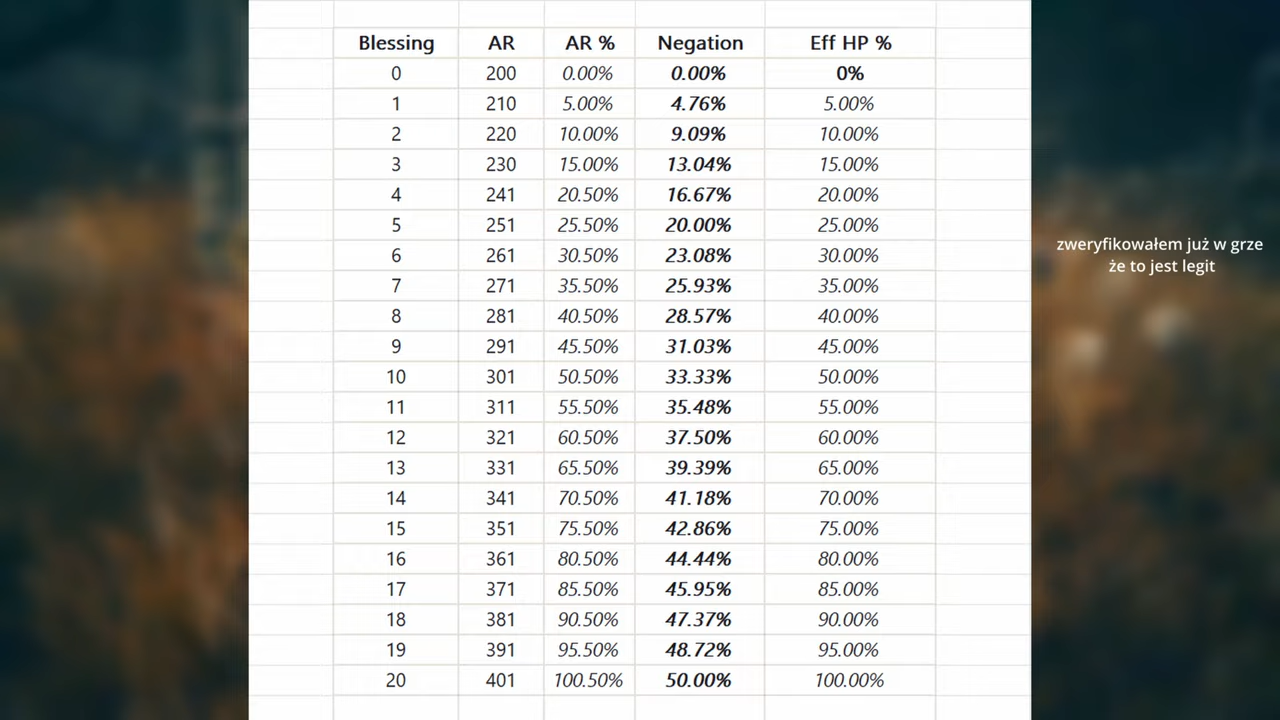 Blessing AR AR % Negation Eff HP %
0 200 0.00% 0.00% 0%
1 210 5.00% 4.76% 5.00%
2 220 10.00% 9.09% 10.00%
3 230 15.00% 13.04% 15.00%
4 241 20.50% 16.67% 20.00%
5 251 25.50% 20.00% 25.00%
6 261 30.50% 23.08% 30.00%
7 271 35.50% 25.93% 35.00%
8 281 40.50% 28.57% 40.00%
9 291 45.50% 31.03% 45.00%
10 301 50.50% 33.33% 50.00%
11 311 55.50% 35.48% 55.00%
12 321 60.50% 37.50% 60.00%
13 331 65.50% 39.39% 65.00%
14 341 70.50% 41.18% 70.00%
15 351 75.50% 42.86% 75.00%
16 361 80.50% 44.44% 80.00%
17 371 85.50% 45.95% 85.00%
18 381 90.50% 47.37% 90.00%
19 391 95.50% 48.72% 95.00%
20 401 100.50% 50.00% 100.00%
zweryfikowałem już w grze
że to jest legit